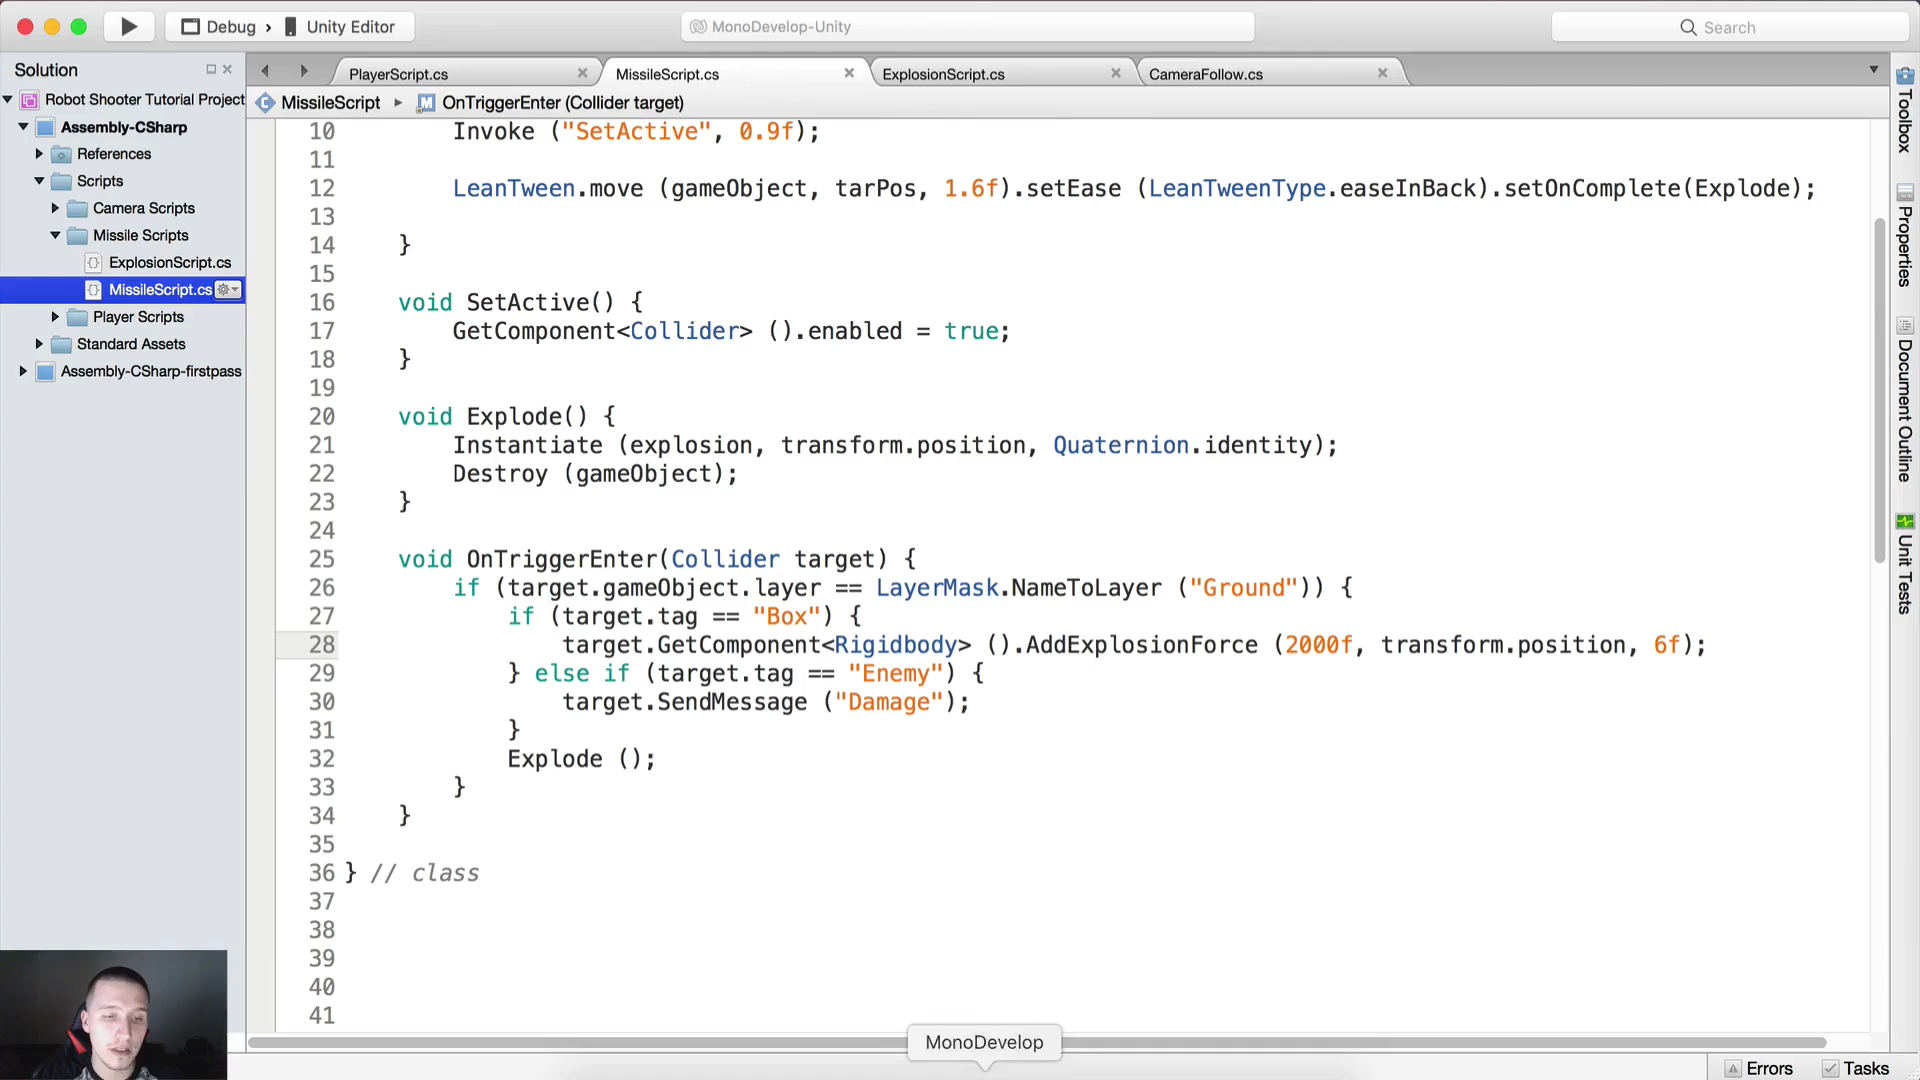 Debug > Unity Editor
MonoDevelop-Unity
Search
Solution
PlayerScript.cs
MissileScript.cs
ExplosionScript.cs
CameraFollow.cs
Robot Shooter Tutorial Project
Assembly-CSharp
References
Scripts
Camera Scripts
Missile Scripts
ExplosionScript.cs
MissileScript.cs
Player Scripts
Standard Assets
Assembly-CSharp-firstpass
MissileScript
OnTriggerEnter (Collider target)
10 Invoke ("SetActive", 0.9f);
11
12 LeanTween.move (gameObject, tarPos, 1.6f).setEase (LeanTweenType.easeInBack).setOnComplete(Explode);
13
14 }
15
16 void SetActive() {
17 GetComponent<Collider> ().enabled = true;
18 }
19
20 void Explode() {
21 Instantiate (explosion, transform.position, Quaternion.identity);
22 Destroy (gameObject);
23 }
24
25 void OnTriggerEnter(Collider target) {
26 if (target.gameObject.layer == LayerMask.NameToLayer ("Ground")) {
27 if (target.tag == "Box") {
28 target.GetComponent<Rigidbody> ().AddExplosionForce (2000f, transform.position, 6f);
29 } else if (target.tag == "Enemy") {
30 target.SendMessage ("Damage");
31 }
32 Explode ();
33 }
34 }
35
36 } // class
37
38
39
40
41
Toolbox
Properties
Document Outline
Unit Tests
MonoDevelop
Errors
Tasks